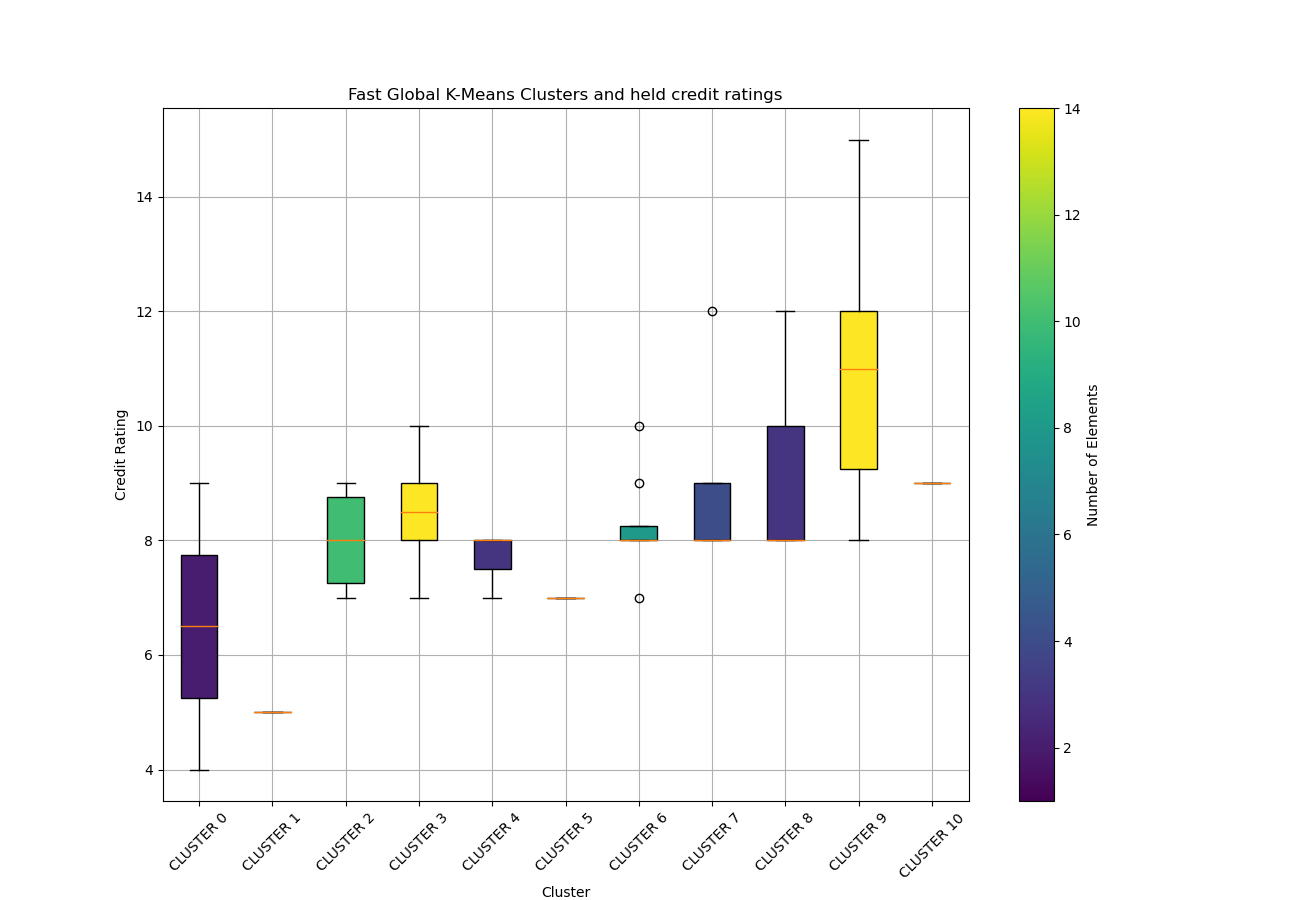 Fast Global K-Means Clusters and held credit ratings
14
12
10
8
6
4
Credit Rating
CLUSTER 0
CLUSTER 1
CLUSTER 2
CLUSTER 3
CLUSTER 4
CLUSTER 5
CLUSTER 6
CLUSTER 7
CLUSTER 8
CLUSTER 9
CLUSTER 10
Cluster
14
12
10
8
6
4
2
Number of Elements